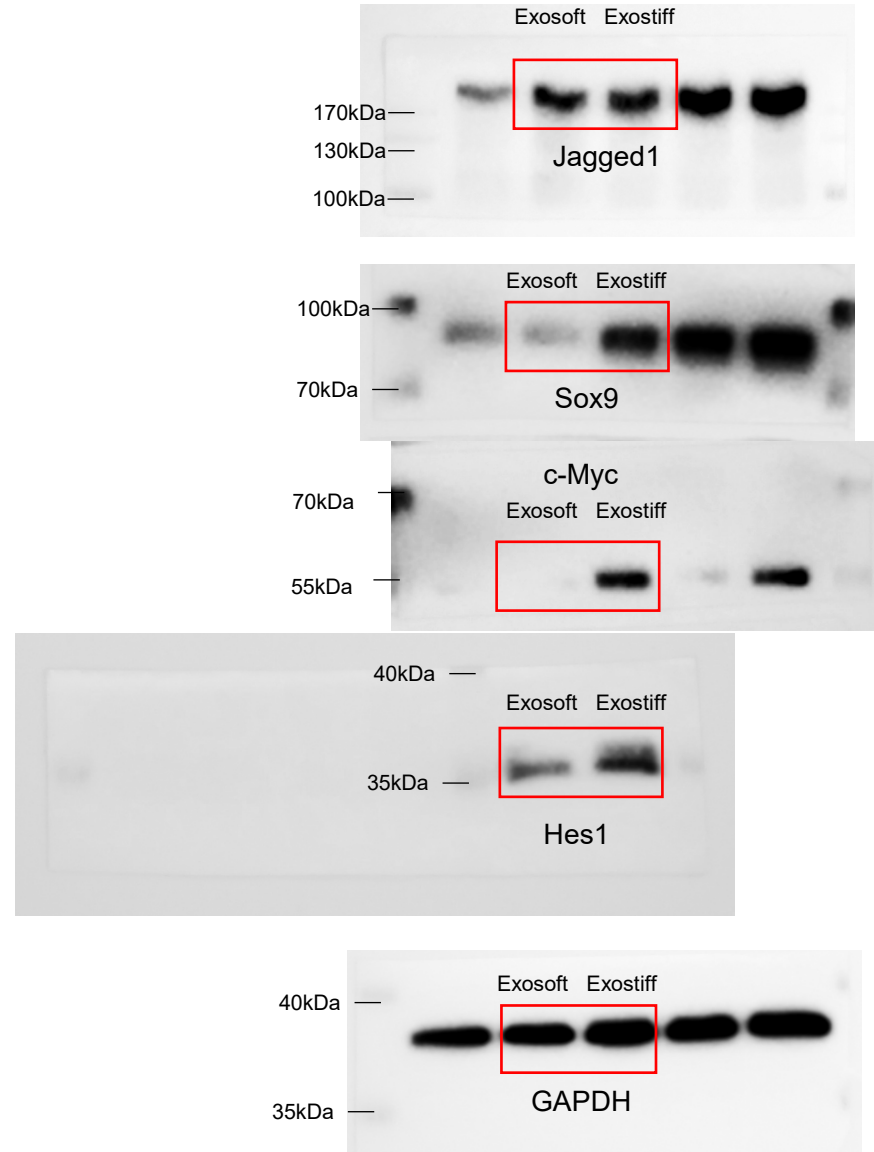 Exosoft Exostiff
170kDa
130kDa
Jagged1
100kDa
Exosoft Exostiff
100kDa
70kDa
Sox9
c-Myc
70kDa
Exosoft Exostiff
55kDa
40kDa
Exosoft Exostiff
35kDa
Hes1
Exosoft Exostiff
40kDa
GAPDH
35kDa